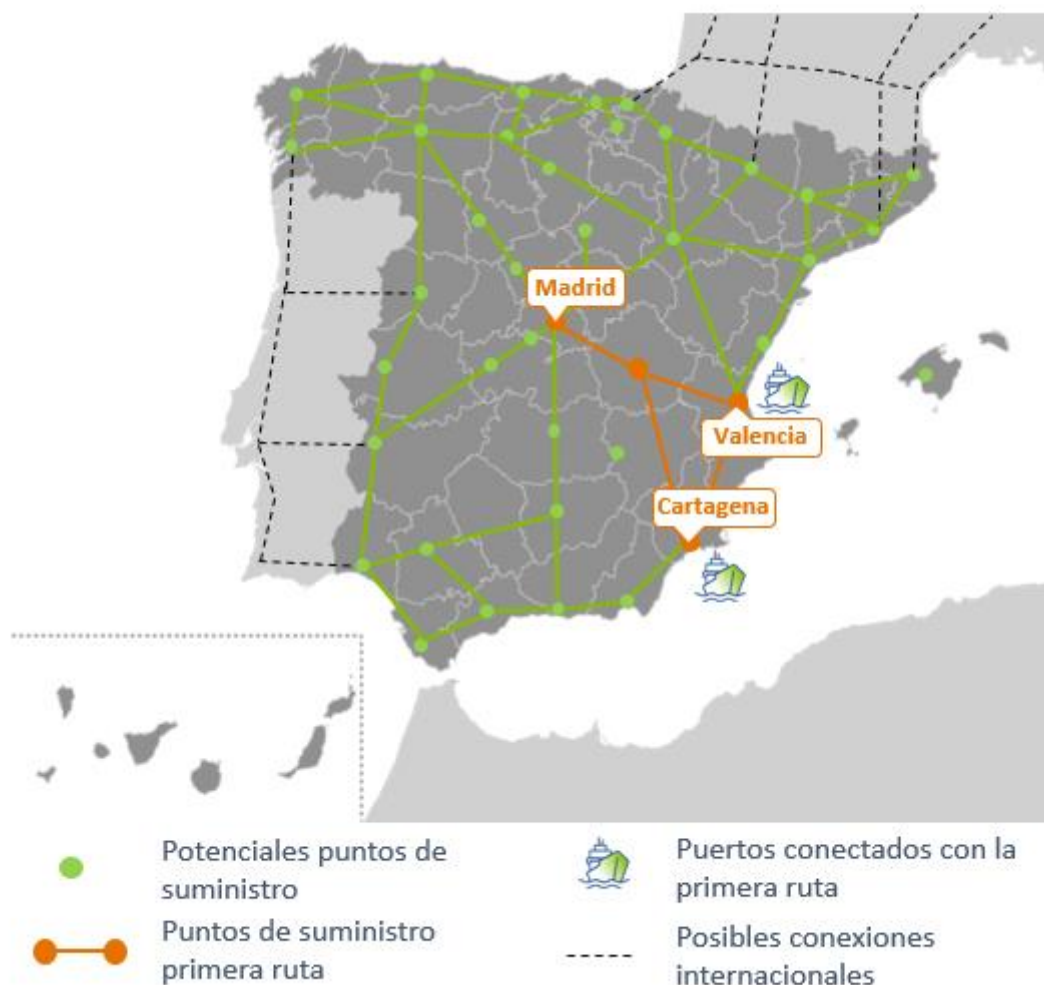 Madrid
Valencia
Cartagena
Potenciales puntos de
suministro
Puntos de suministro
primera ruta
Puertos conectados con la
primera ruta
Posibles conexiones
internacionales